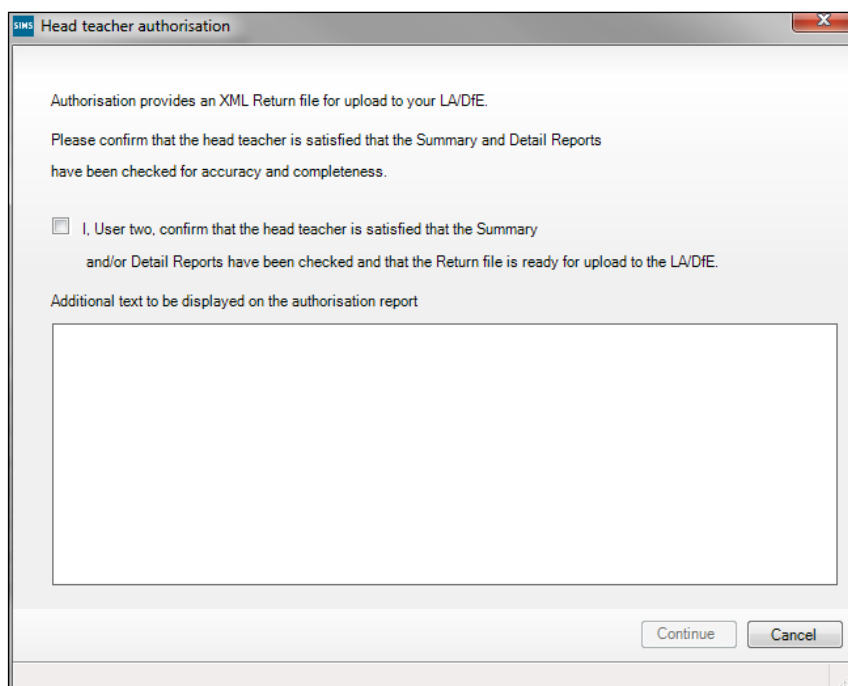 SIMS Head teacher authorisation
Authorisation provides an XML Return file for upload to your LA/DfE.
Please confirm that the head teacher is satisfied that the Summary and Detail Reports
have been checked for accuracy and completeness.
I, User two, confirm that the head teacher is satisfied that the Summary
and/or Detail Reports have been checked and that the Return file is ready for upload to the LA/DfE.
Additional text to be displayed on the authorisation report
Continue Cancel